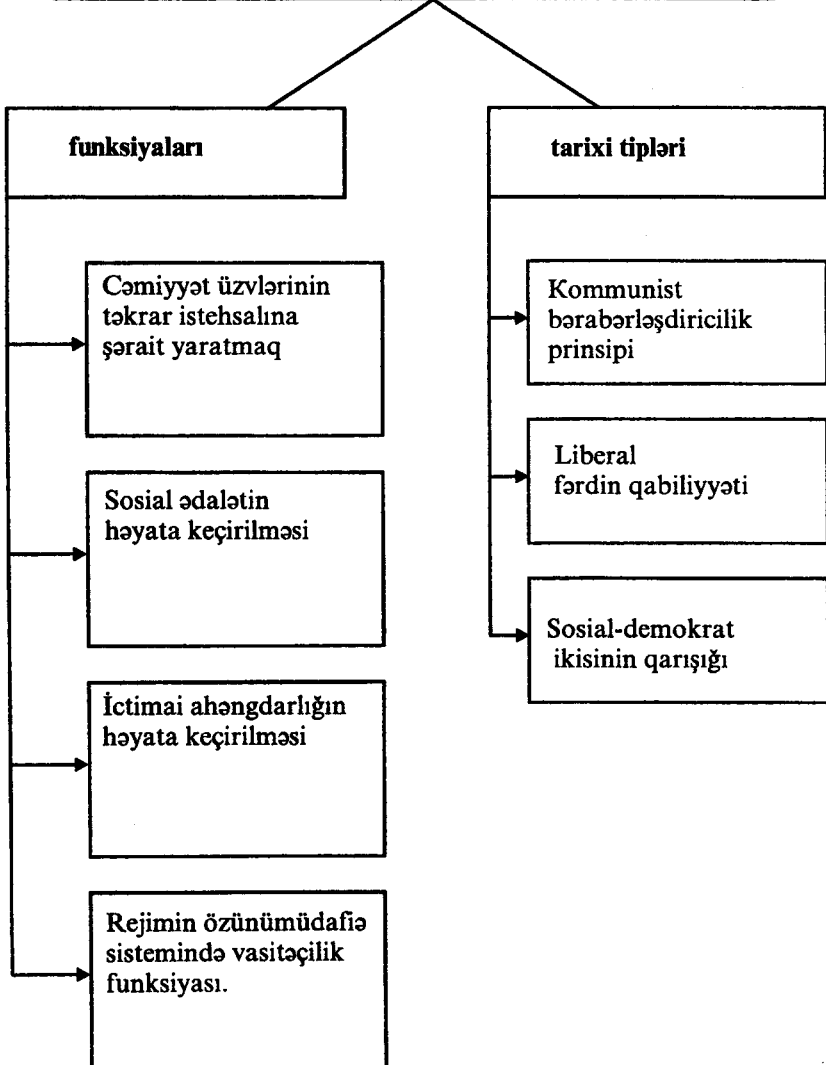 funksiyaları
Cəmiyyət üzvlərinin
təkrar istehsalına
şərait yaratmaq
Sosial ədalətin
həyata keçirilməsi
İctimai ahəngdarlığın
həyata keçirilməsi
Rejimin özünümüdafiə
sistemində vasitəçilik
funksiyası.
tarixi tipləri
Kommunist
bərabərləşdiricilik
prinsipi
Liberal
fərdin qabiliyyəti
Sosial-demokrat
ikisinin qarışığı